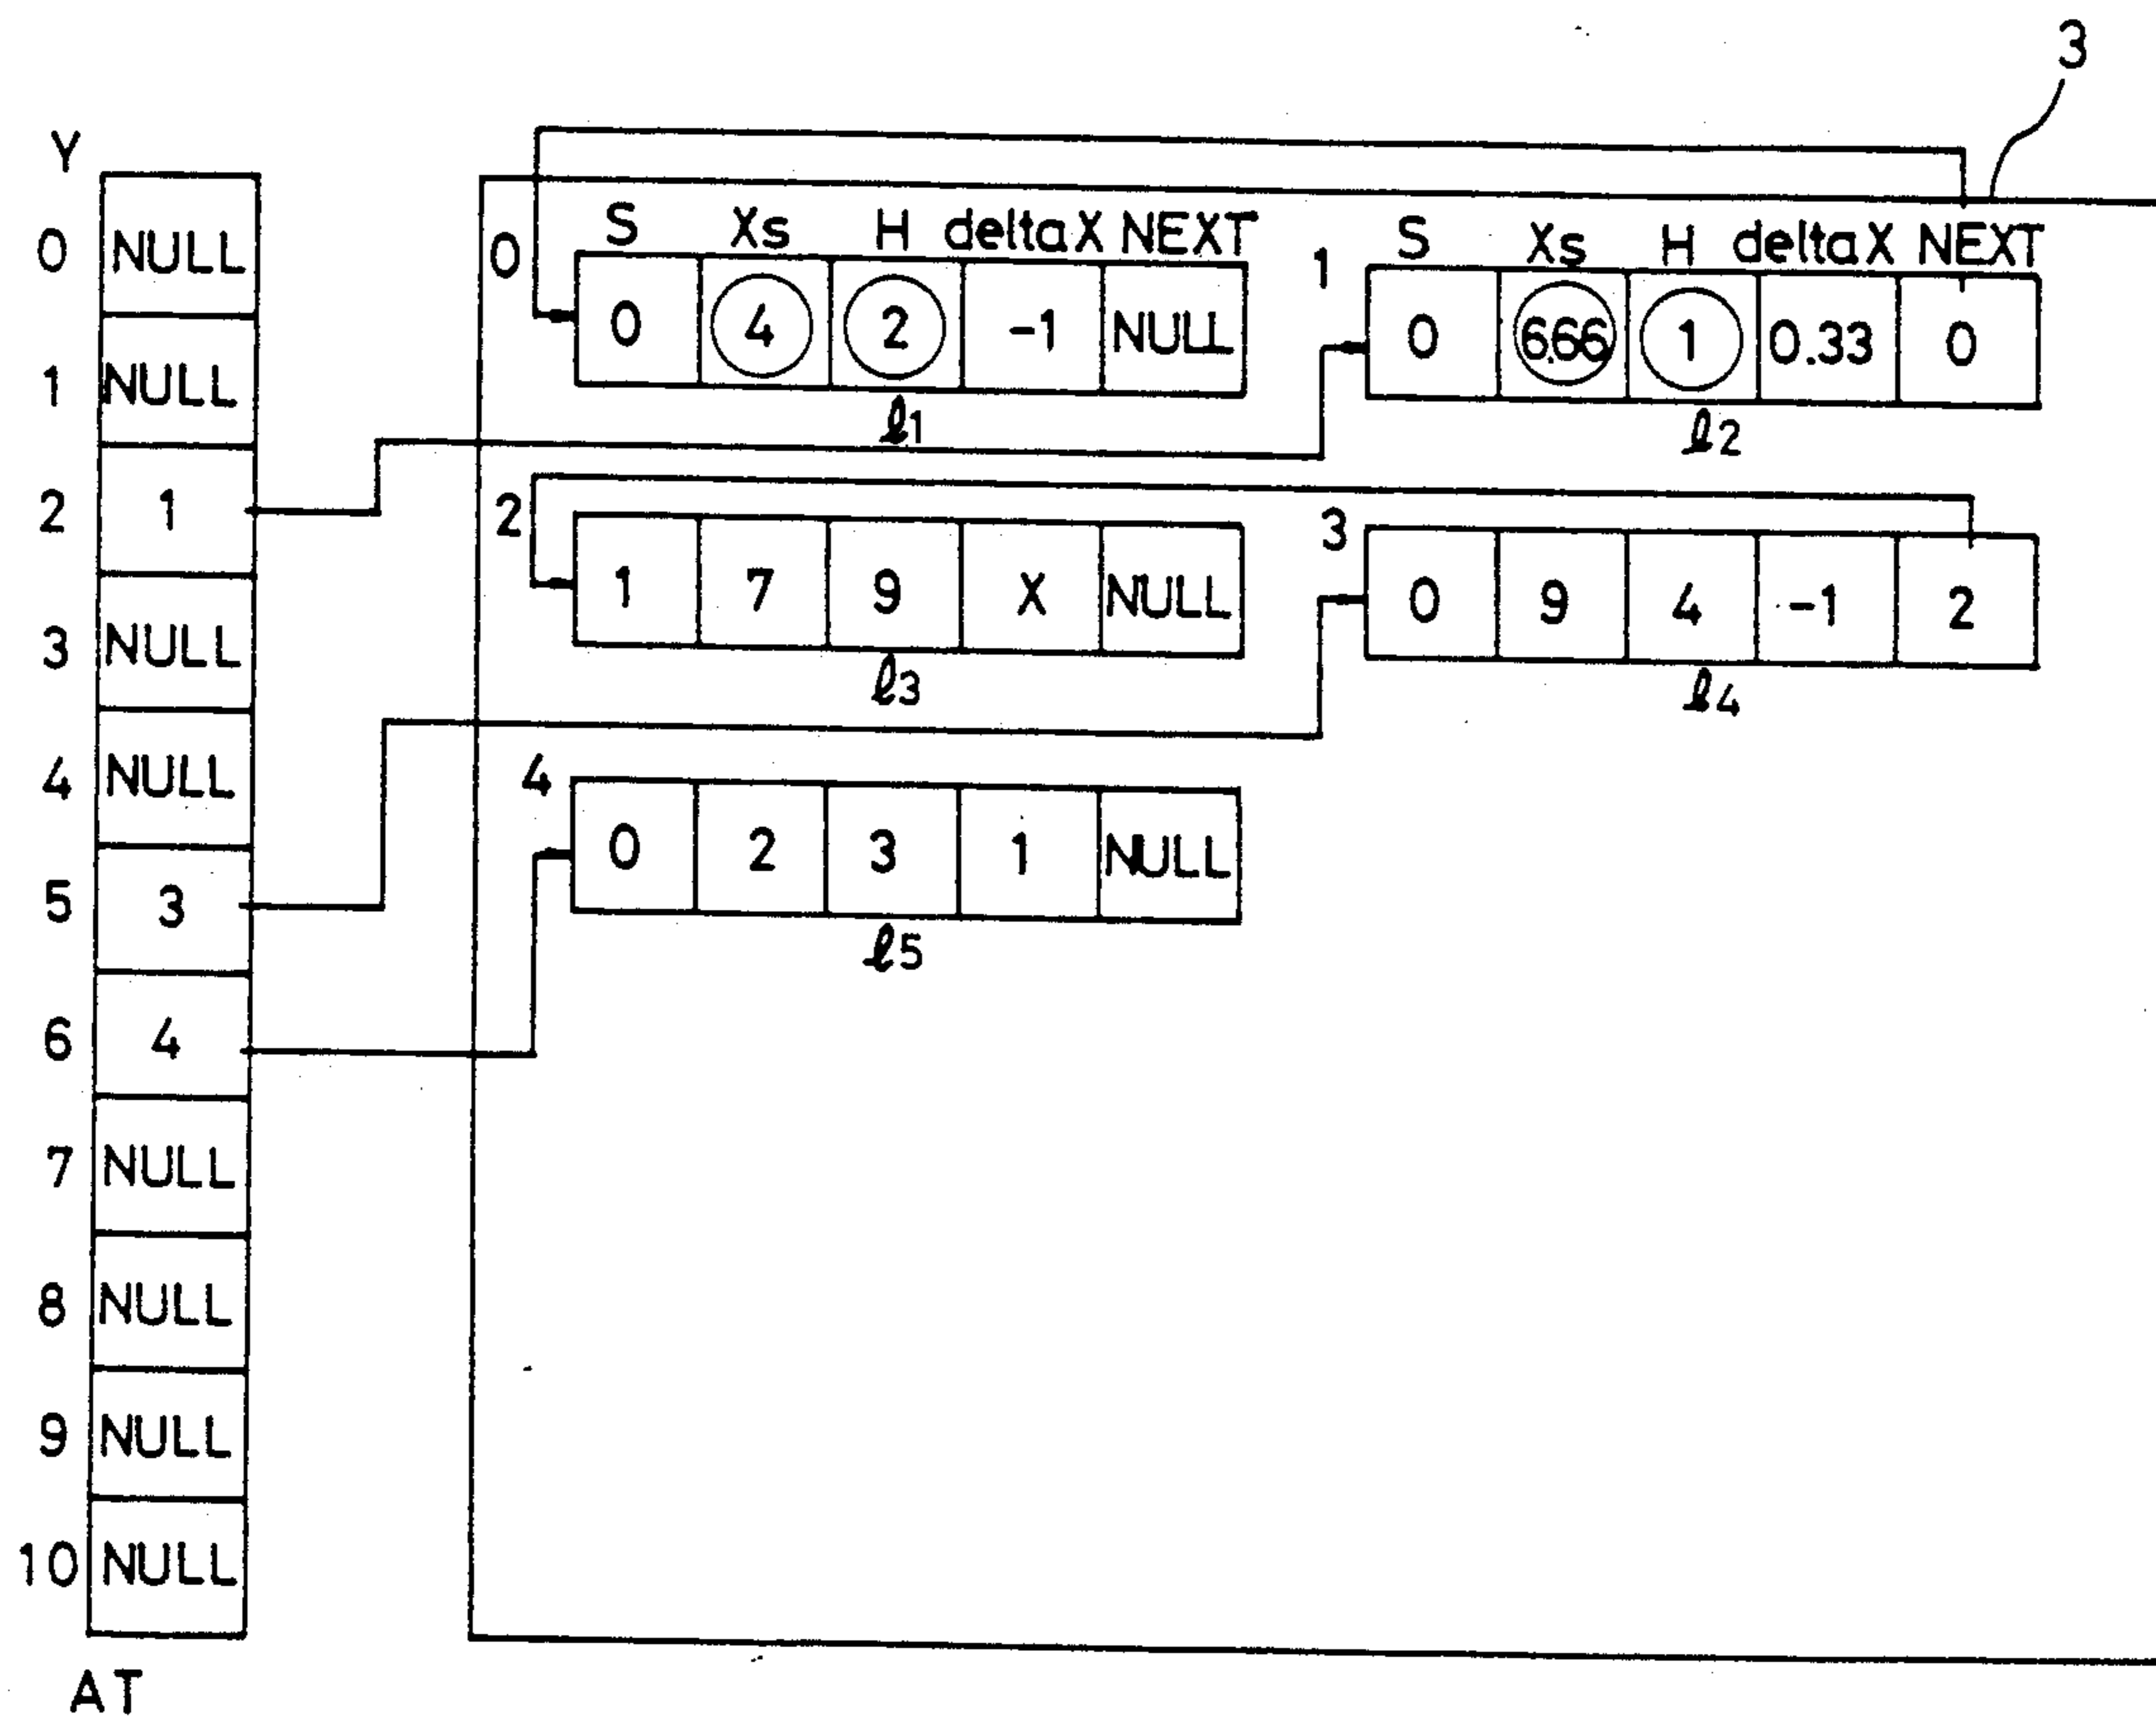 3
Y
0 NULL
1 NULL
2 1
3 NULL
4 NULL
5 3
6 4
7 NULL
8 NULL
9 NULL
10 NULL
AT
0
S Xs H deltaX NEXT
0 4 2 -1 NULL
ℓ1
1
S Xs H deltaX NEXT
0 6.66 1 0.33 0
ℓ2
2
1 7 9 X NULL
ℓ3
3
0 9 4 -1 2
ℓ4
4
0 2 3 1 NULL
ℓ5